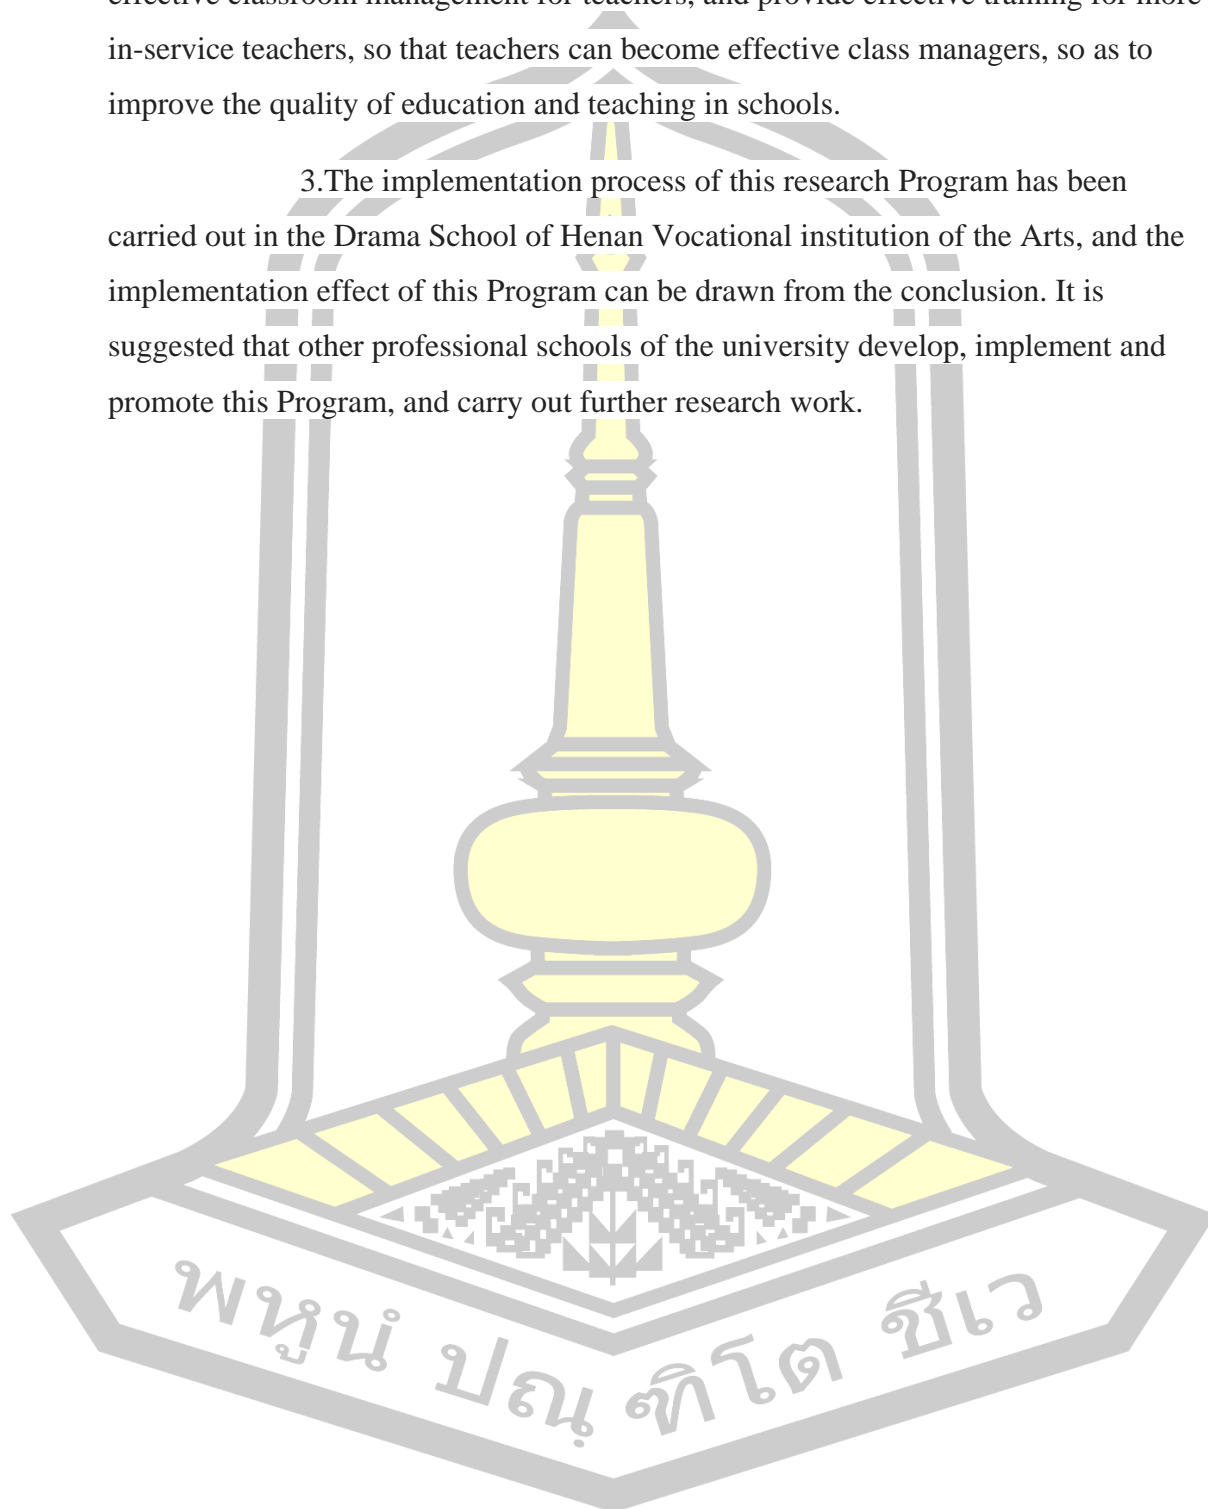 effective classroom management for teachers, and provide effective training for more
in-service teachers, so that teachers can become effective class managers, so as to
improve the quality of education and teaching in schools.
3.The implementation process of this research Program has been
carried out in the Drama School of Henan Vocational institution of the Arts, and the
implementation effect of this Program can be drawn from the conclusion. It is
suggested that other professional schools of the university develop, implement and
promote this Program, and carry out further research work.
พหูนํ ปณฺฑิโต ชีเว